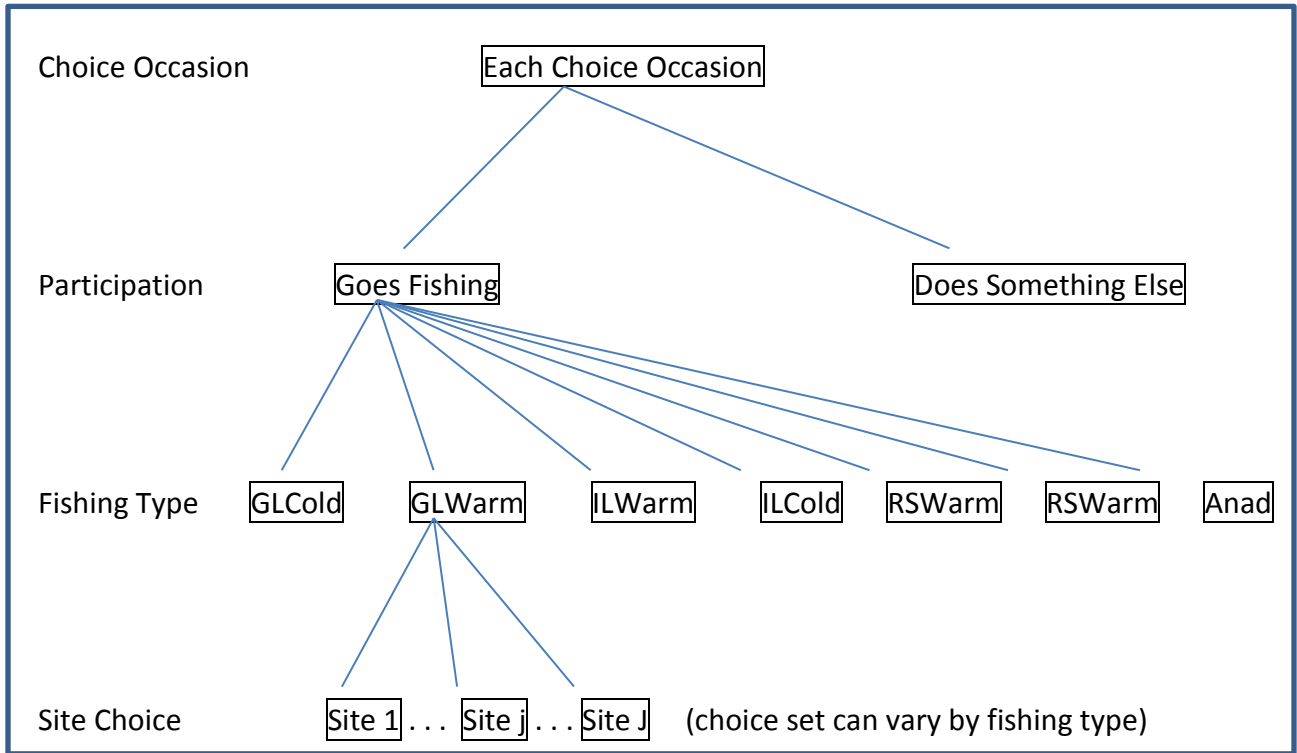 Choice Occasion Each Choice Occasion
Participation Goes Fishing Does Something Else
Fishing Type GLCold GLWarm ILWarm ILCold RSWarm RSWarm Anad
Site Choice Site 1 . . . Site j . . . Site J (choice set can vary by fishing type)